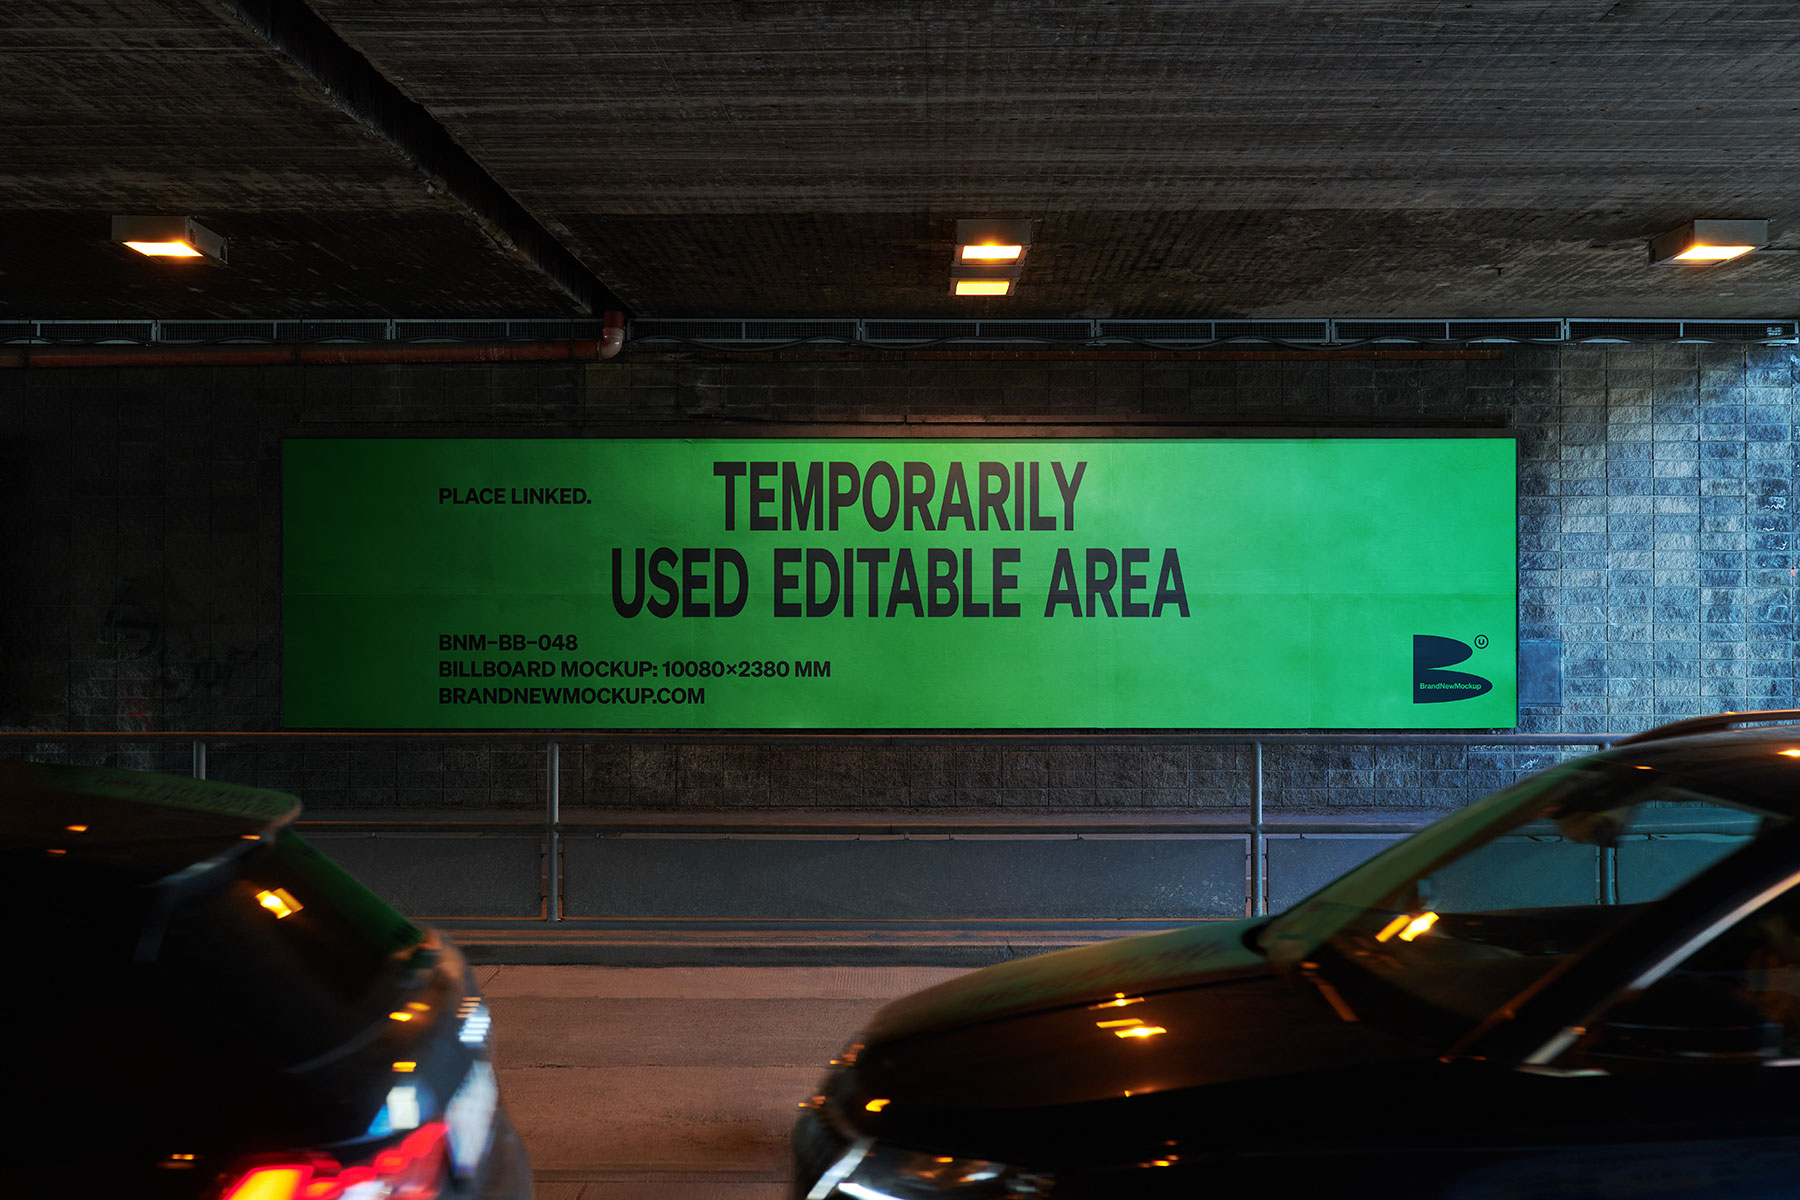 PLACE LINKED.
TEMPORARILY
USED EDITABLE AREA
BNM–BB–048
BILLBOARD MOCKUP: 10080×2380 MM
BRANDNEWMOCKUP.COM
U
BrandNewMockup